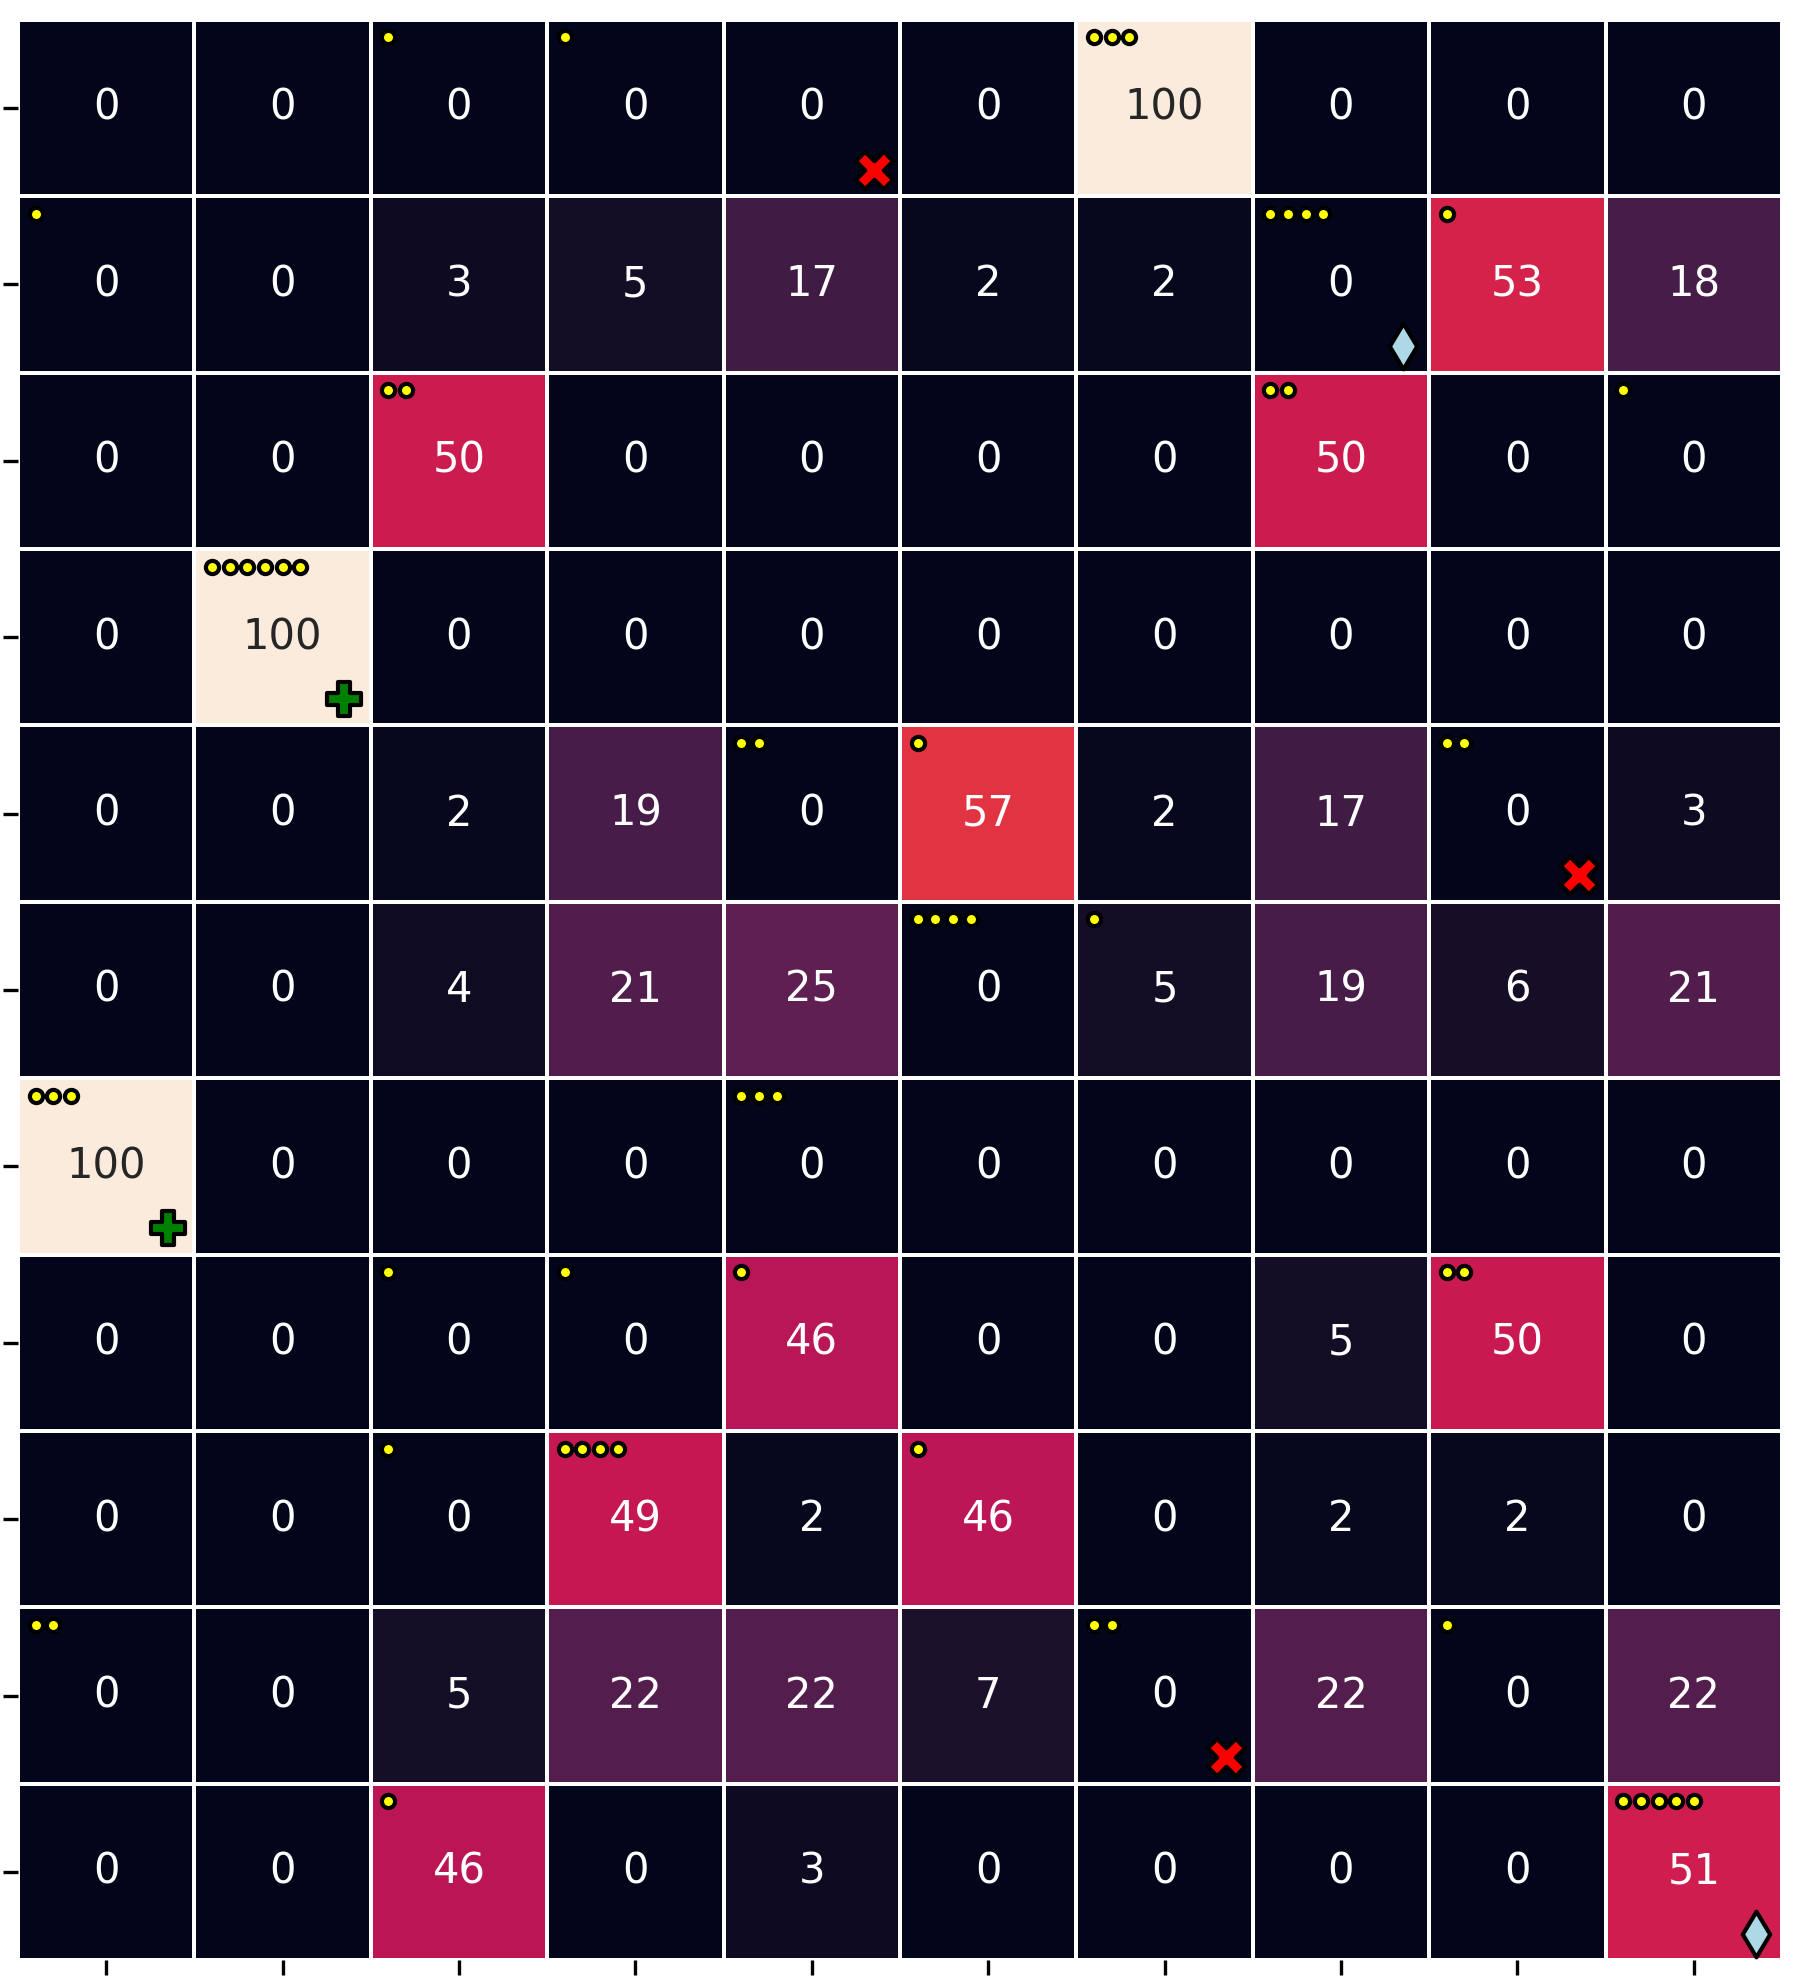 0 0 0 0 0 0 100 0 0 0
0 0 3 5 17 2 2 0 53 18
0 0 50 0 0 0 0 50 0 0
0 100 0 0 0 0 0 0 0 0
0 0 2 19 0 57 2 17 0 3
0 0 4 21 25 0 5 19 6 21
100 0 0 0 0 0 0 0 0 0
0 0 0 0 46 0 0 5 50 0
0 0 0 49 2 46 0 2 2 0
0 0 5 22 22 7 0 22 0 22
0 0 46 0 3 0 0 0 0 51